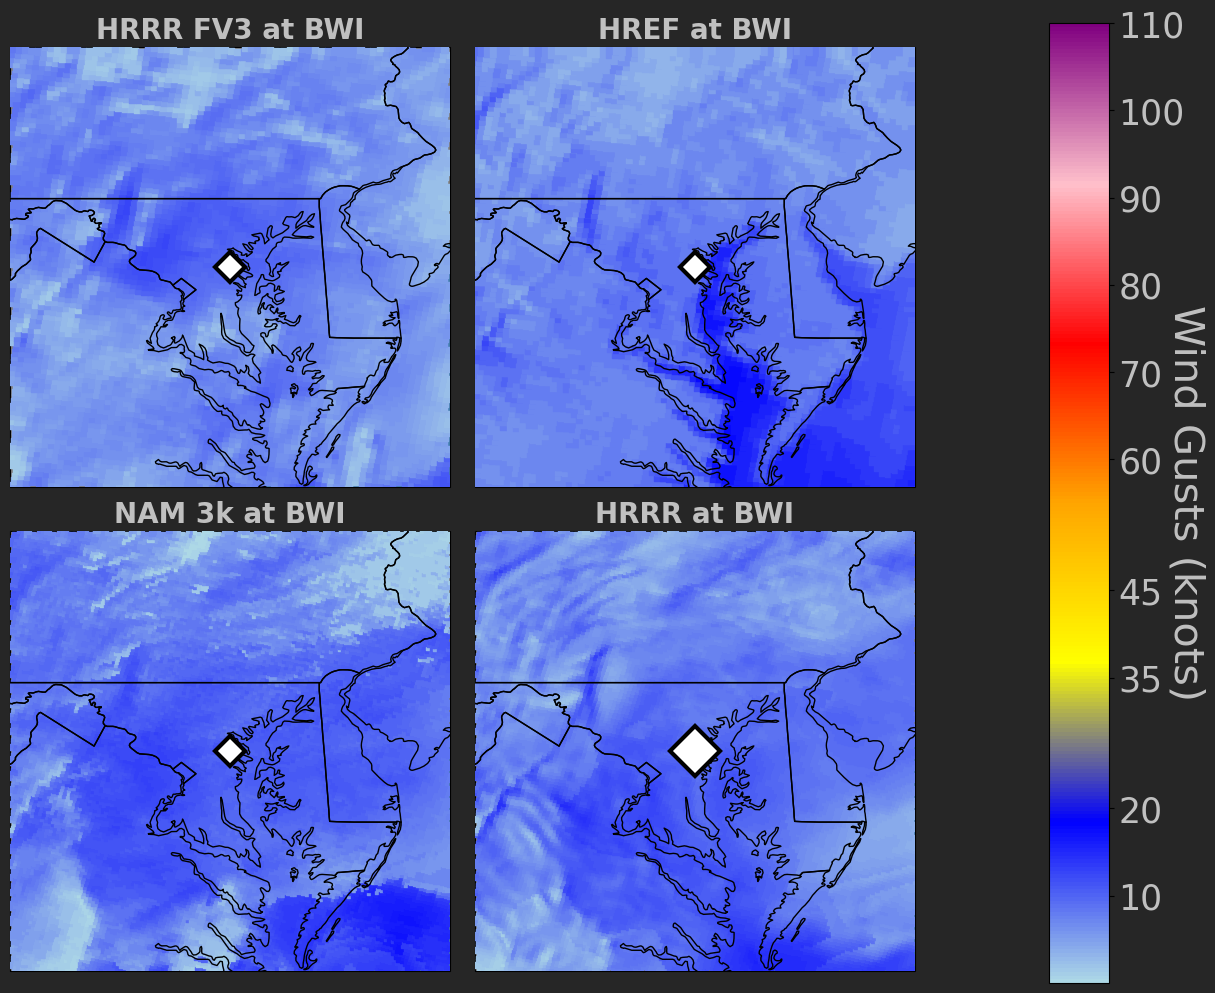 HRRR FV3 at BWI
HREF at BWI
NAM 3k at BWI
HRRR at BWI
110
100
90
80
70
60
45
35
20
10
Wind Gusts (knots)